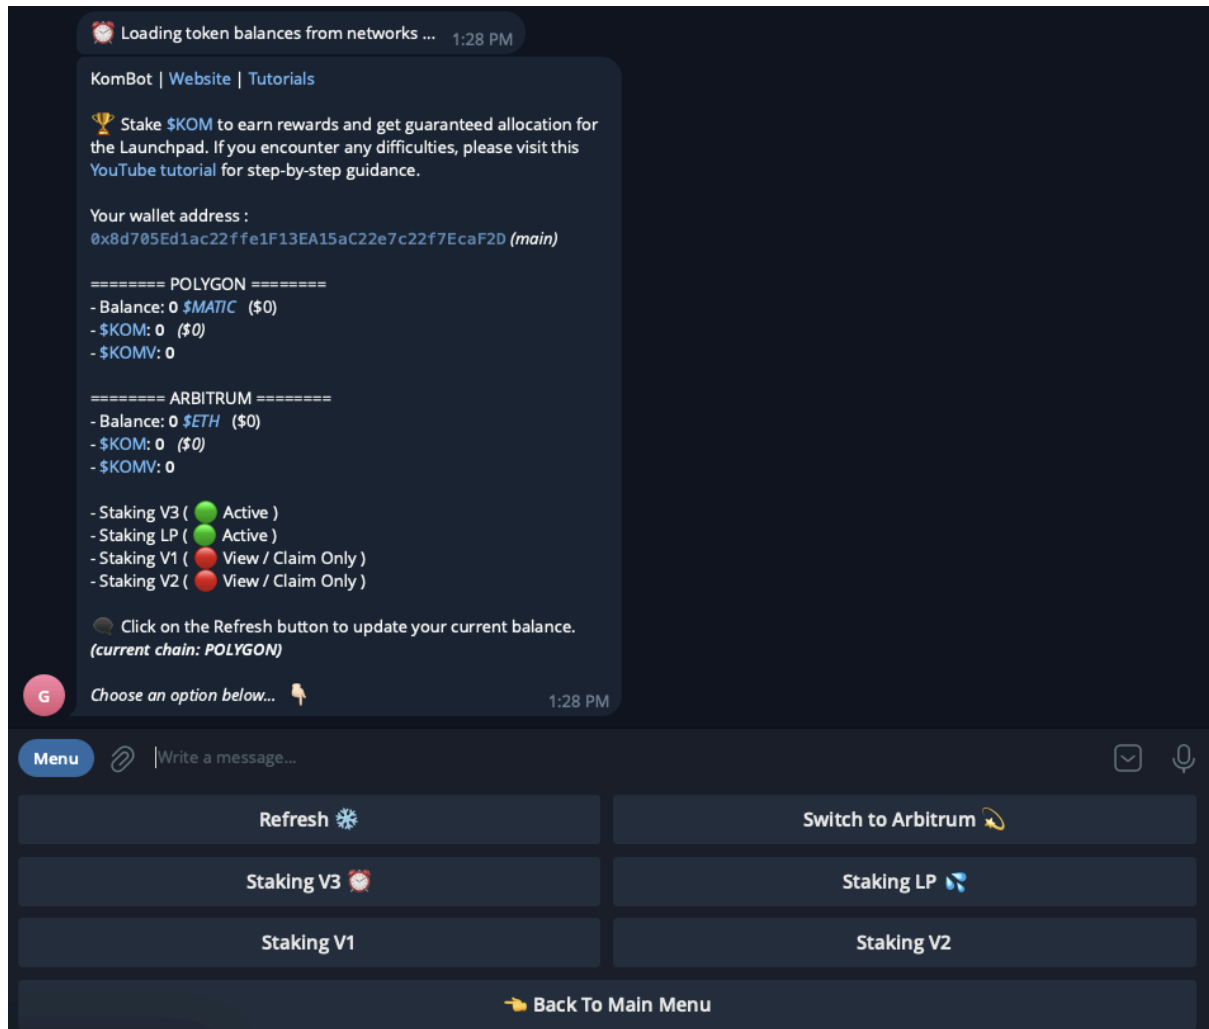 ⏰ Loading token balances from networks ... 1:28 PM
KomBot | Website | Tutorials
🏆 Stake $KOM to earn rewards and get guaranteed allocation for
the Launchpad. If you encounter any difficulties, please visit this
YouTube tutorial for step-by-step guidance.
Your wallet address :
0x8d705Ed1ac22ffe1F13EA15aC22e7c22f7EcaF2D (main)
======== POLYGON ========
- Balance: 0 $MATIC ($0)
- $KOM: 0 ($0)
- $KOMV: 0
======== ARBITRUM ========
- Balance: 0 $ETH ($0)
- $KOM: 0 ($0)
- $KOMV: 0
- Staking V3 ( 🟢 Active )
- Staking LP ( 🟢 Active )
- Staking V1 ( 🔴 View / Claim Only )
- Staking V2 ( 🔴 View / Claim Only )
🗨 Click on the Refresh button to update your current balance.
(current chain: POLYGON)
G
Choose an option below... 👇🏻 1:28 PM
Menu Write a message...
Refresh ❄️ Switch to Arbitrum 💫
Staking V3 ⏰ Staking LP 💦
Staking V1 Staking V2
👈 Back To Main Menu